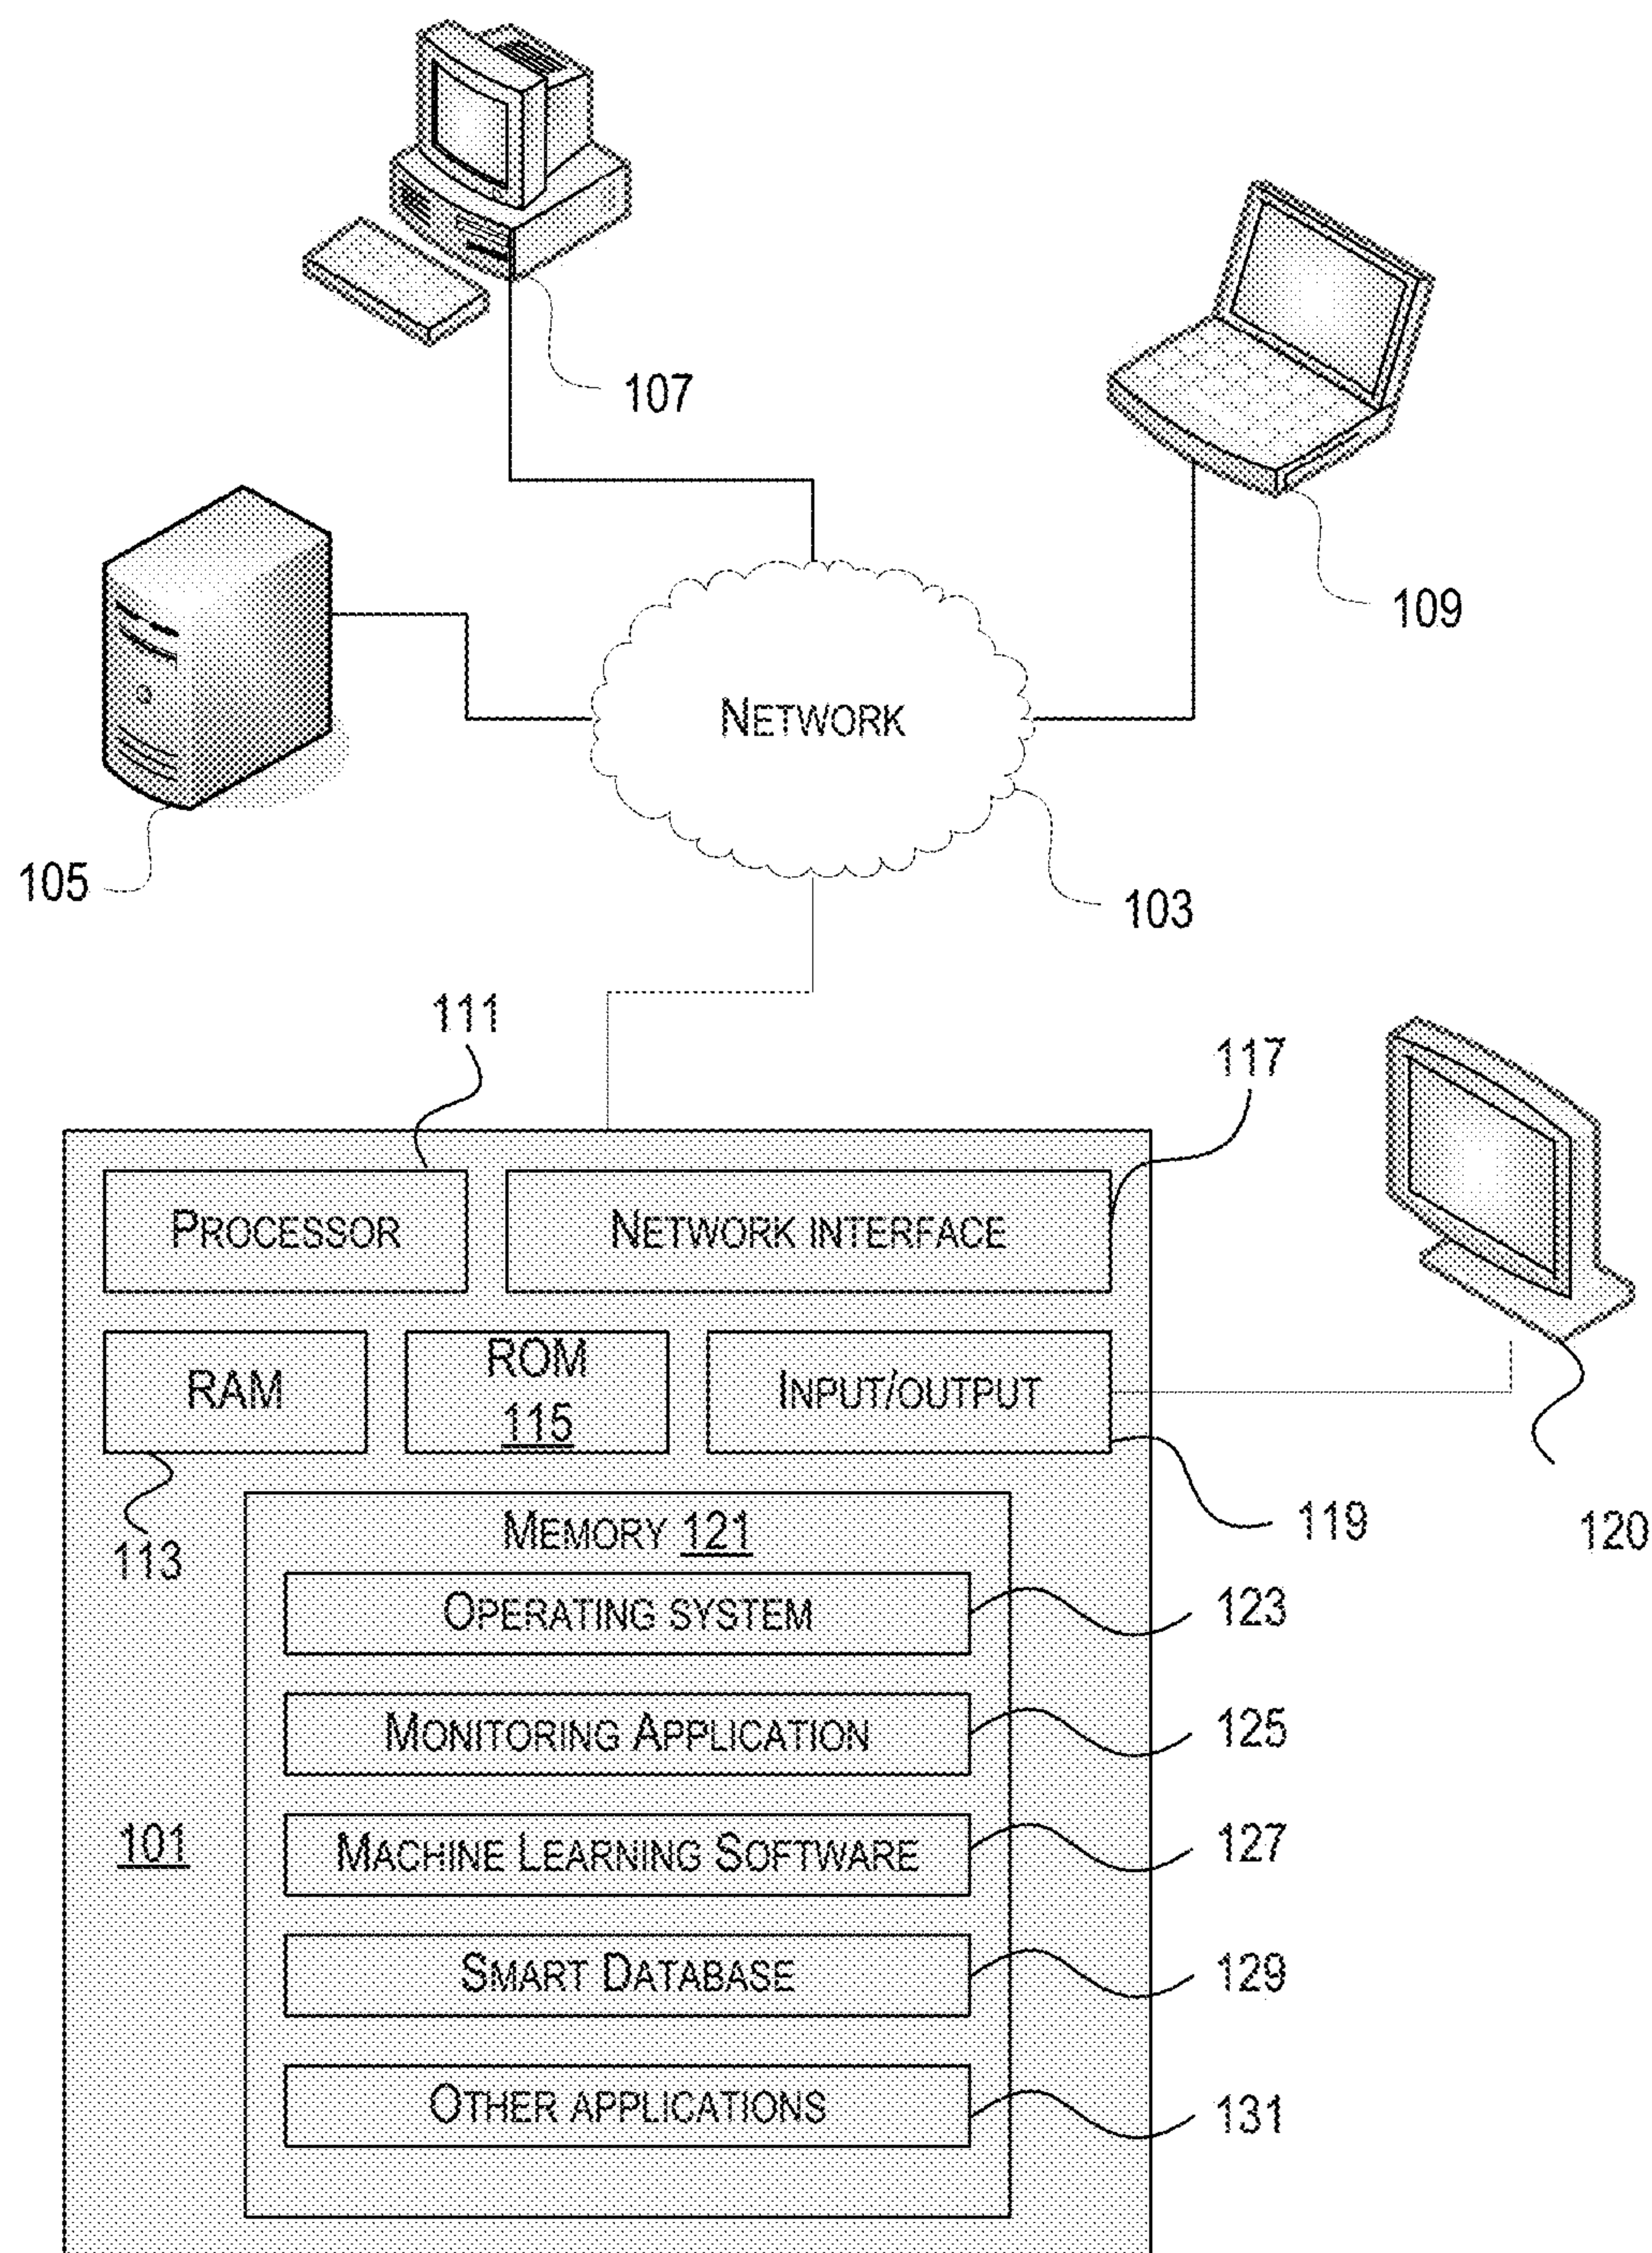 107
109
NETWORK
105
103
111
117
PROCESSOR
NETWORK INTERFACE
RAM
ROM
115
INPUT/OUTPUT
113
119
120
MEMORY 121
OPERATING SYSTEM
123
MONITORING APPLICATION
125
101
MACHINE LEARNING SOFTWARE
127
SMART DATABASE
129
OTHER APPLICATIONS
131